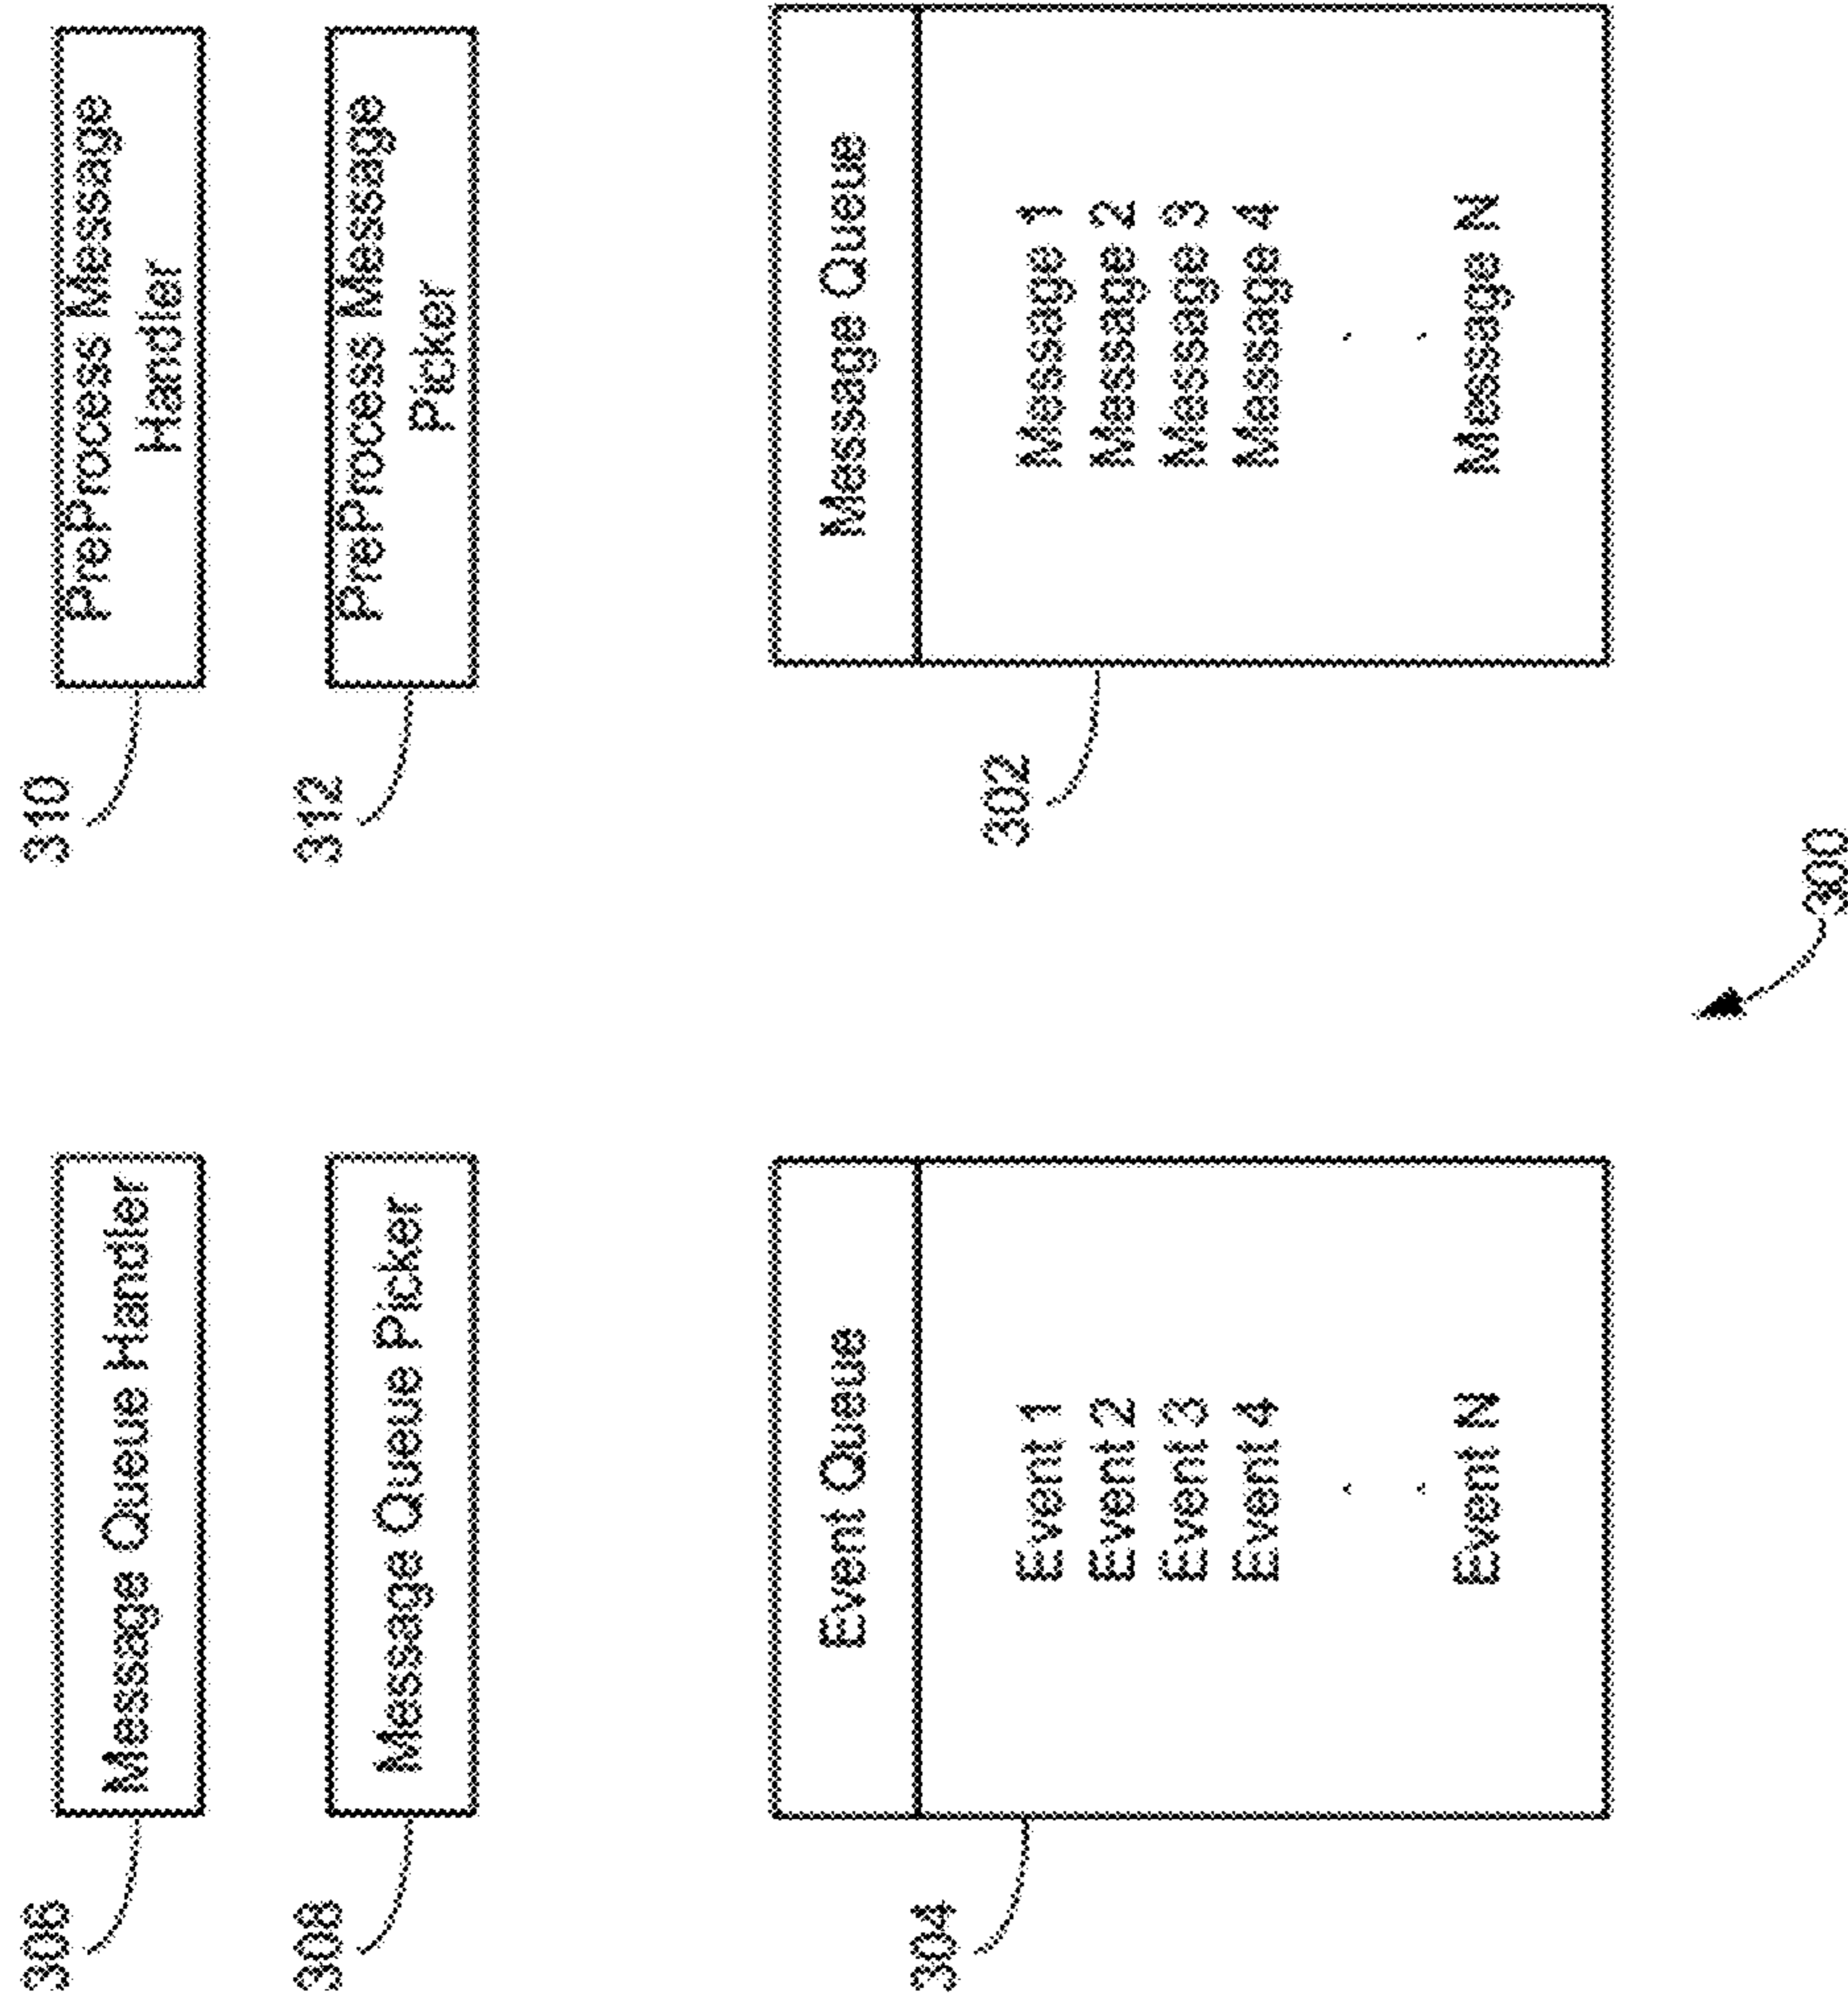 306
Message Queue Handler
310
PreProcess Message
Handler
308
Message Queue Picker
312
PreProcess Message
Picker
304
Event Queue
Event 1
Event 2
Event 3
Event 4
.
.
Event N
302
Message Queue
Message 1
Message 2
Message 3
Message 4
.
.
Message N
300